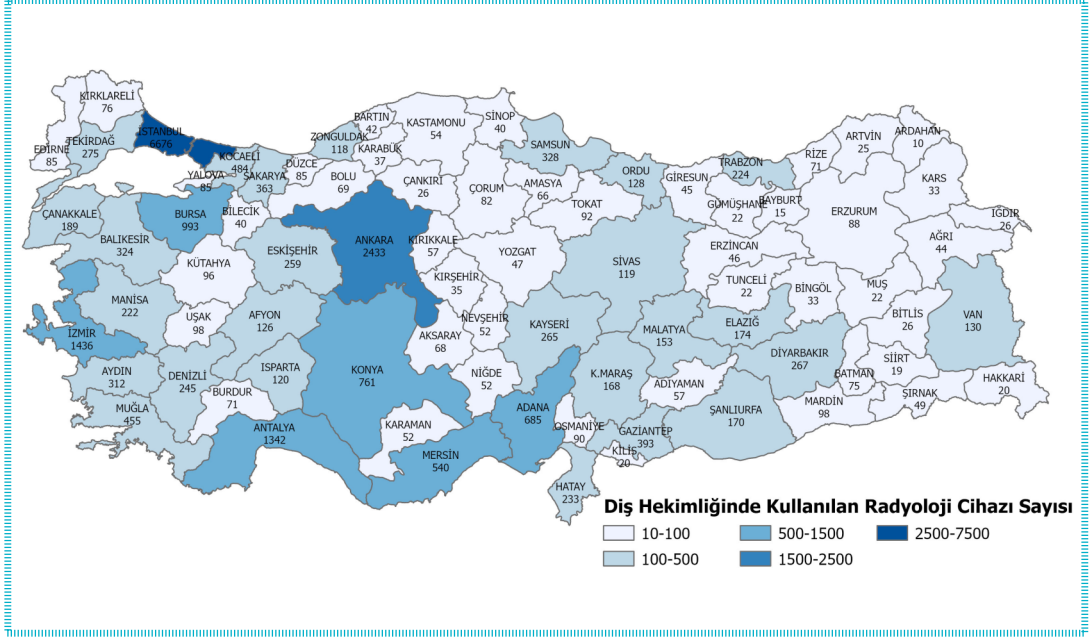 KIRKLARELİ
76
EDİRNE
85
TEKİRDAĞ
275
İSTANBUL
6676
KOCAELİ
484
YALOVA
85
SAKARYA
363
DÜZCE
85
ZONGULDAK
118
BARTIN
42
KARABÜK
37
KASTAMONU
54
SİNOP
40
SAMSUN
328
BOLU
69
ÇANKIRI
26
ÇORUM
82
AMASYA
66
TOKAT
92
ORDU
128
GİRESUN
45
TRABZON
224
GÜMÜŞHANE
22
BAYBURT
15
RİZE
71
ARTVİN
25
ARDAHAN
10
KARS
33
IĞDIR
26
ERZURUM
88
AĞRI
44
ÇANAKKALE
189
BALIKESİR
324
BURSA
993
BİLECİK
40
ESKİŞEHİR
259
KÜTAHYA
96
ANKARA
2433
KIRIKKALE
57
KIRŞEHİR
35
YOZGAT
47
SİVAS
119
ERZİNCAN
46
TUNCELİ
22
BİNGÖL
33
MUŞ
22
BİTLİS
26
VAN
130
MANİSA
222
UŞAK
98
AFYON
126
İZMİR
1436
AYDIN
312
DENİZLİ
245
ISPARTA
120
BURDUR
71
MUĞLA
455
ANTALYA
1342
KONYA
761
AKSARAY
68
NEVŞEHİR
52
NİĞDE
52
KAYSERİ
265
MALATYA
153
ELAZIĞ
174
DİYARBAKIR
267
BATMAN
75
SİİRT
19
ŞIRNAK
49
HAKKARİ
20
MARDİN
98
KARAMAN
52
MERSİN
540
ADANA
685
OSMANİYE
90
K.MARAŞ
168
ADIYAMAN
57
GAZİANTEP
393
KİLİS
20
ŞANLIURFA
170
HATAY
233
Diş Hekimliğinde Kullanılan Radyoloji Cihazı Sayısı
10-100
500-1500
2500-7500
100-500
1500-2500